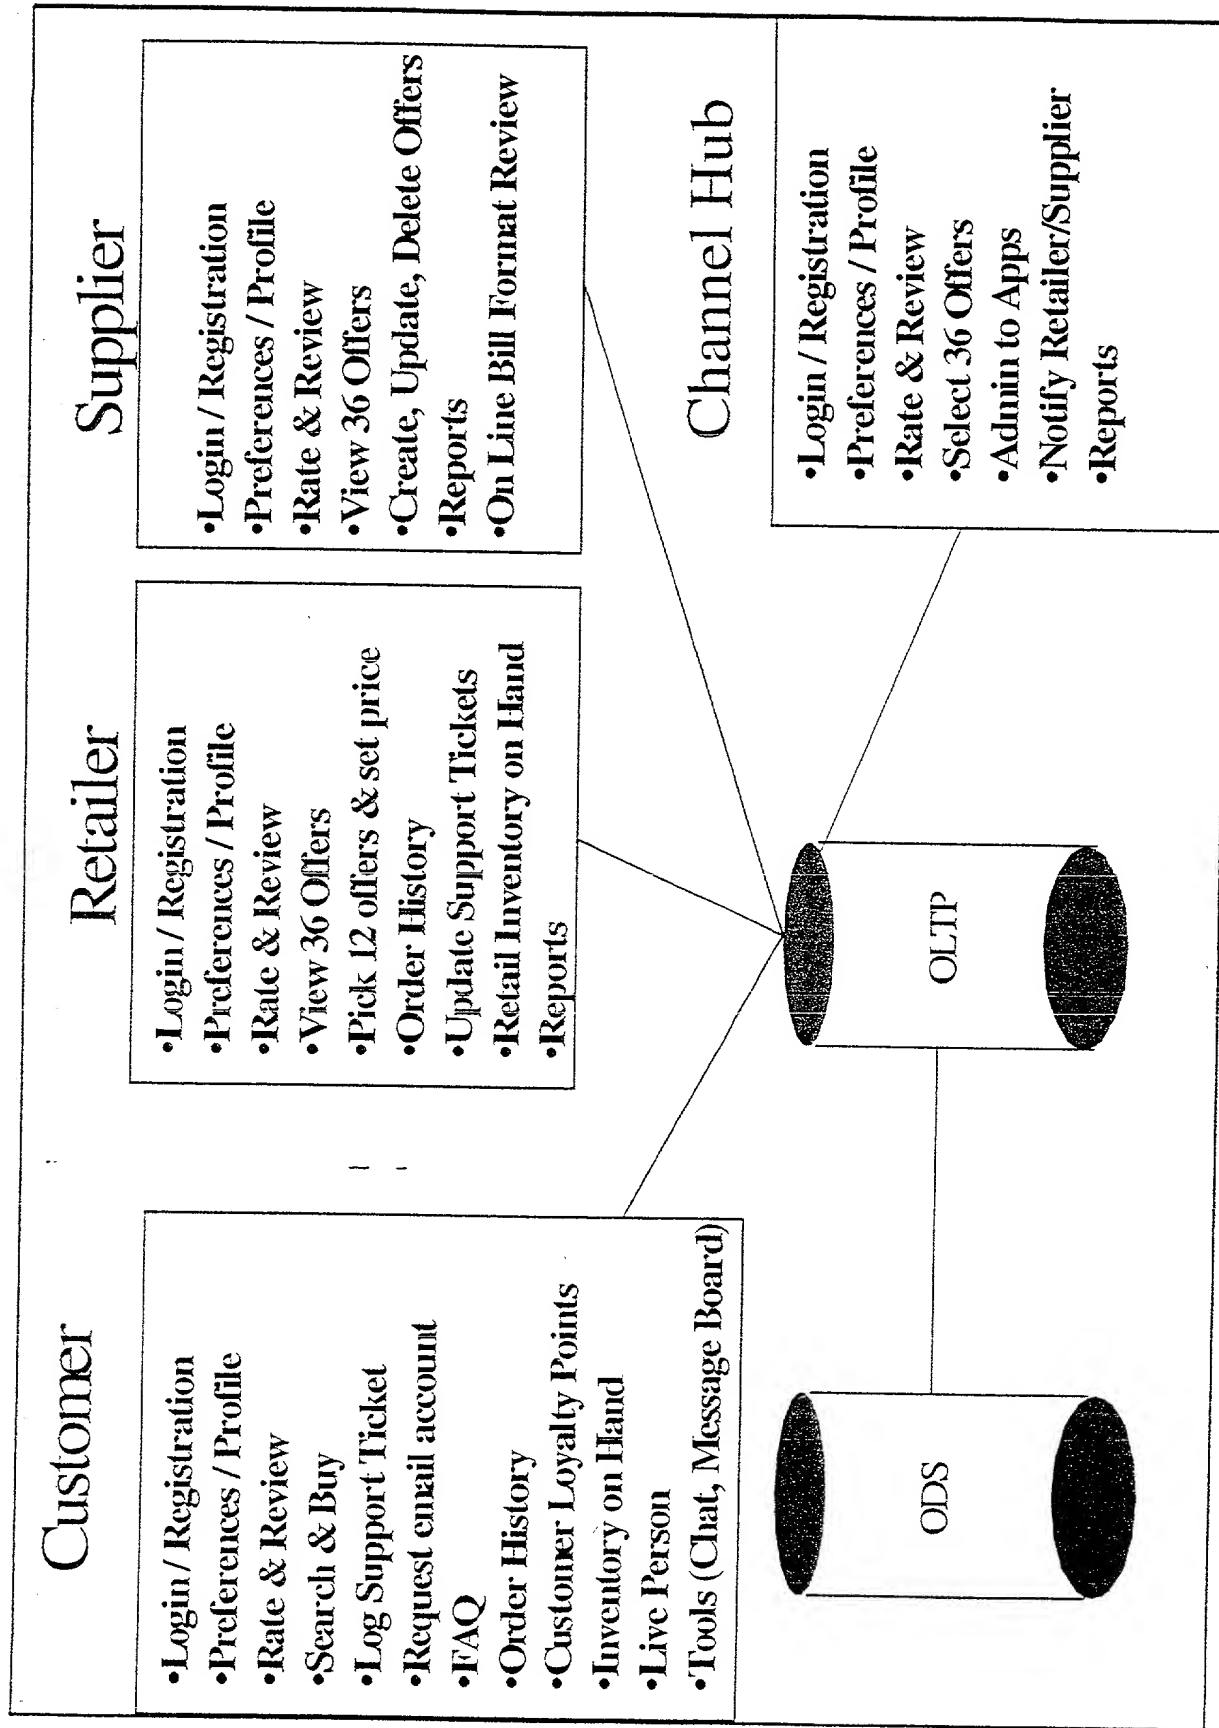 Customer
•Login / Registration
•Preferences / Profile
•Rate & Review
•Search & Buy
•Log Support Ticket
•Request email account
•FAQ
•Order History
•Customer Loyalty Points
•Inventory on Hand
•Live Person
•Tools (Chat, Message Board)
Retailer
•Login / Registration
•Preferences / Profile
•Rate & Review
•View 36 Offers
•Pick 12 offers & set price
•Order History
•Update Support Tickets
•Retail Inventory on Hand
•Reports
Supplier
•Login / Registration
•Preferences / Profile
•Rate & Review
•View 36 Offers
•Create, Update, Delete Offers
•Reports
•On Line Bill Format Review
ODS
OLTP
Channel Hub
•Login / Registration
•Preferences / Profile
•Rate & Review
•Select 36 Offers
•Admin to Apps
•Notify Retailer/Supplier
•Reports